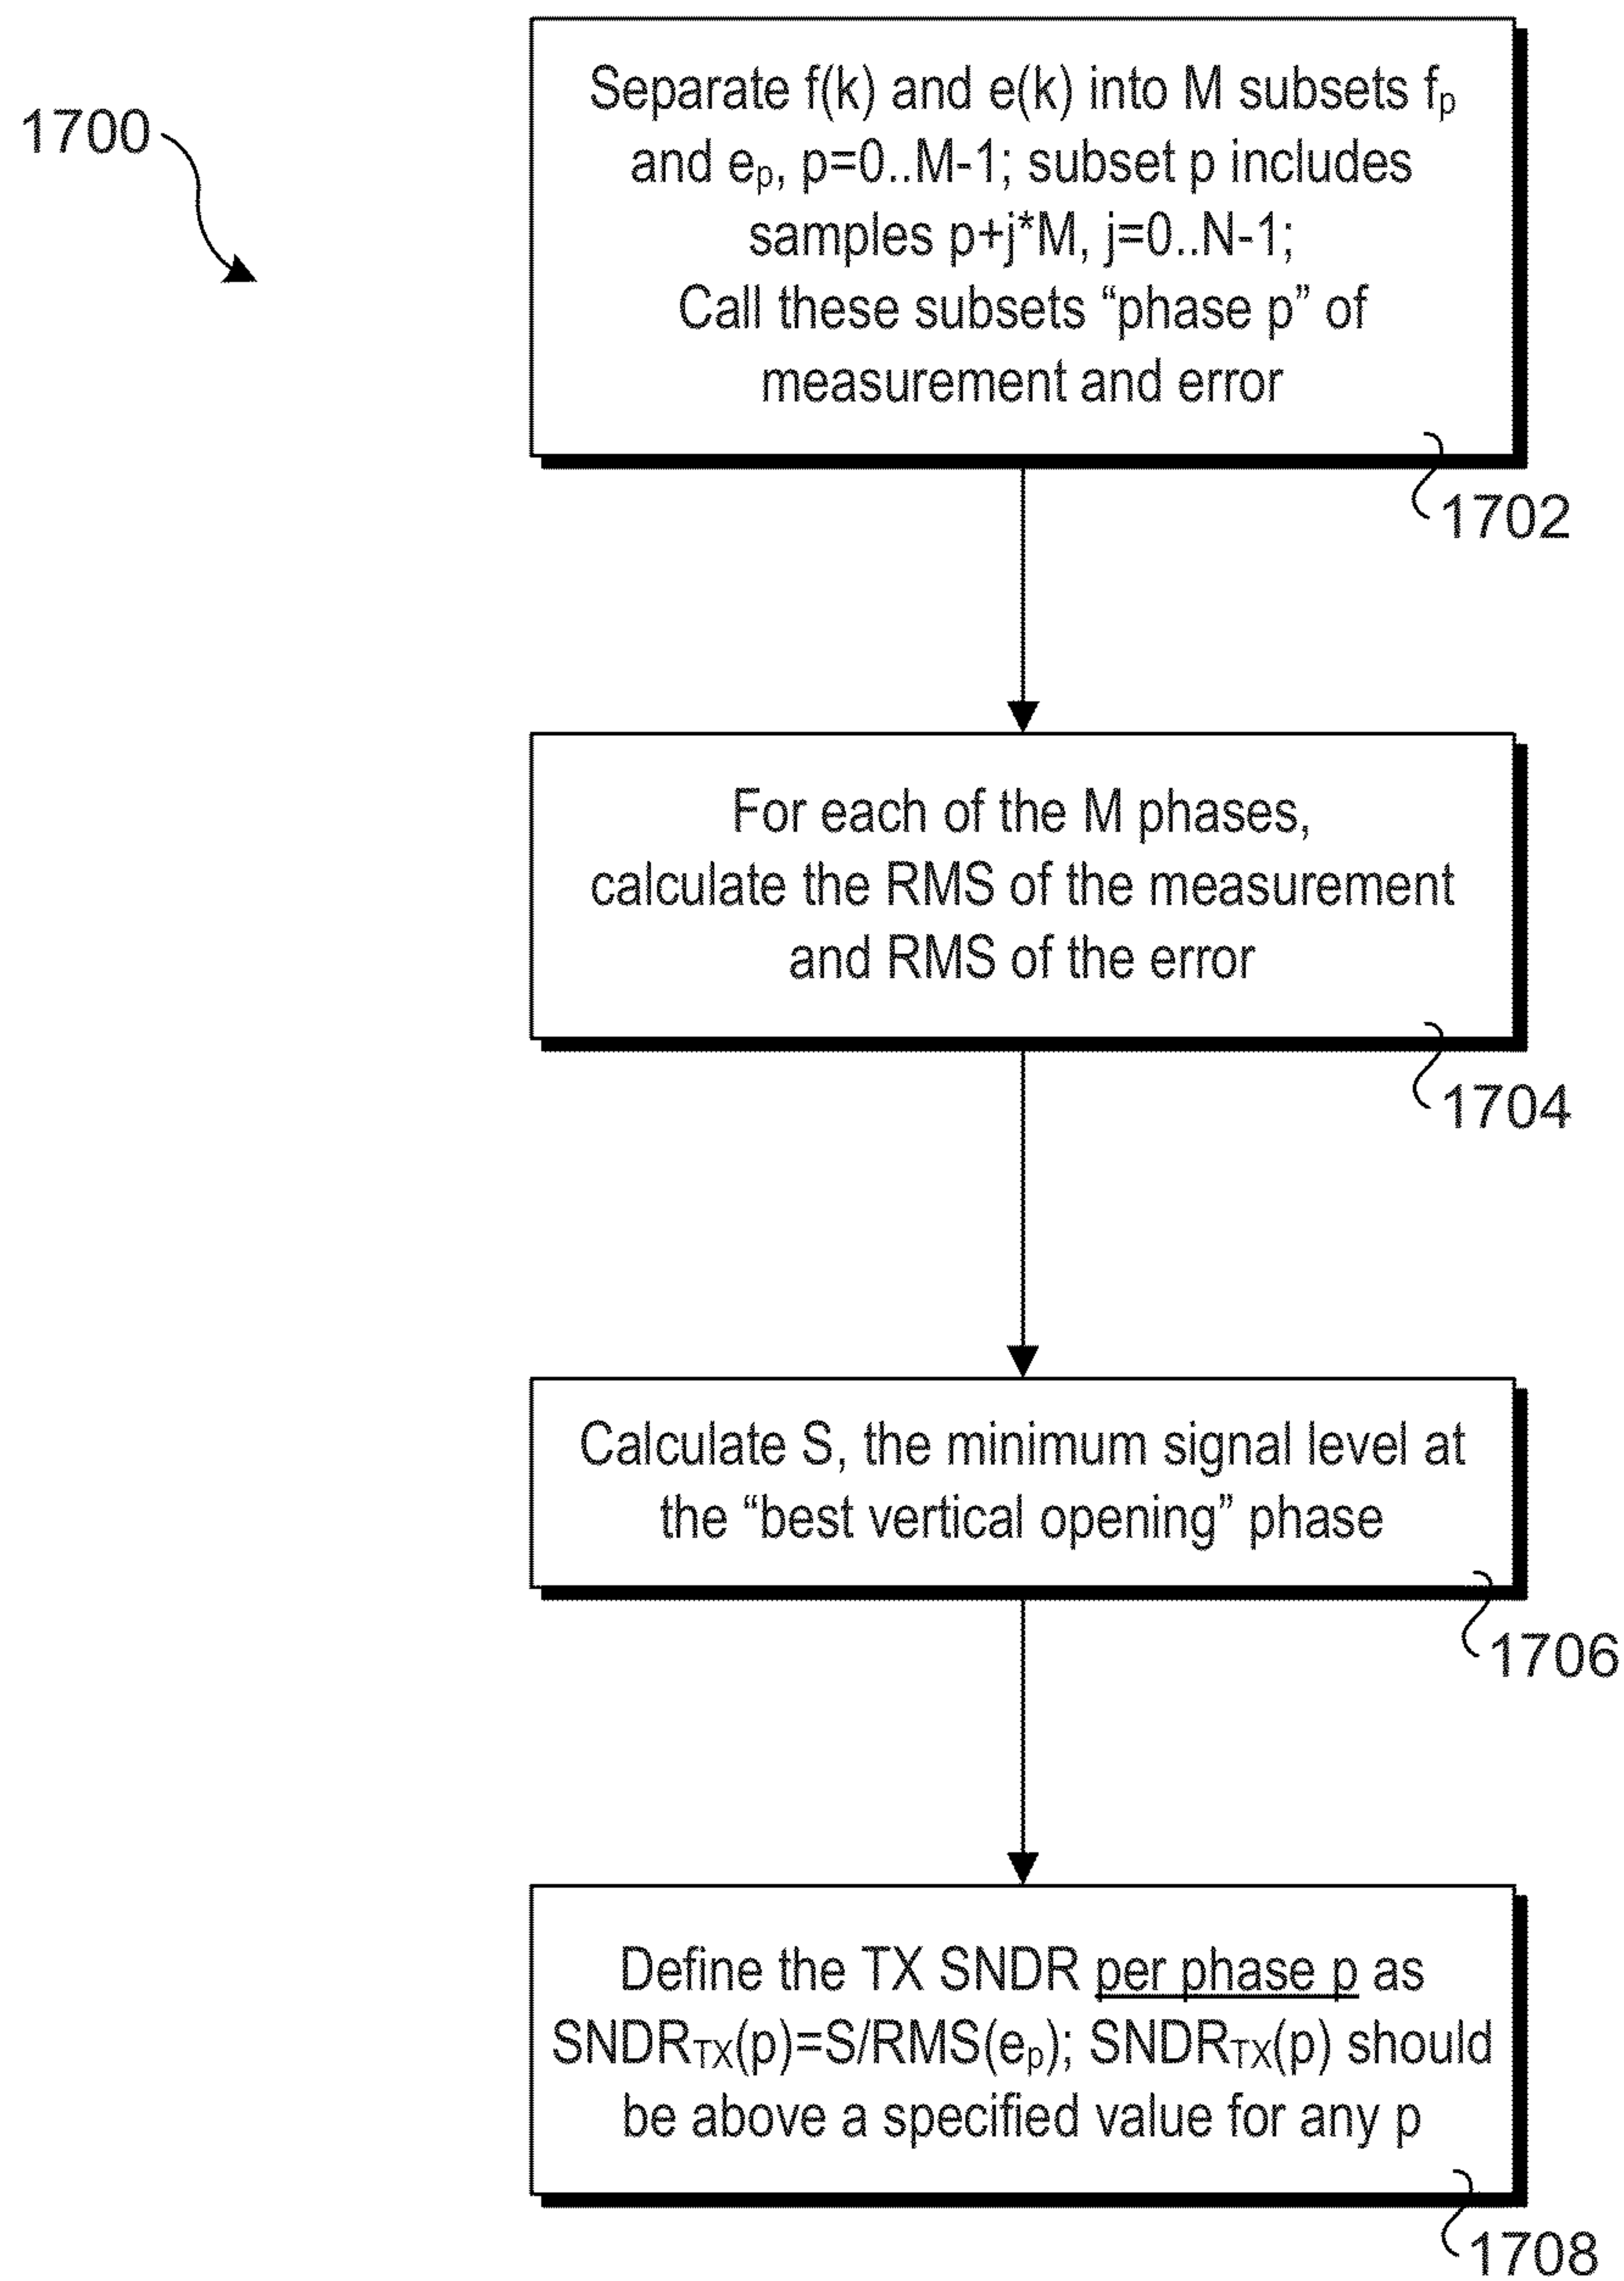 1700
Separate f(k) and e(k) into M subsets fp
and ep, p=0..M-1; subset p includes
samples p+j*M, j=0..N-1;
Call these subsets “phase p” of
measurement and error
1702
For each of the M phases,
calculate the RMS of the measurement
and RMS of the error
1704
Calculate S, the minimum signal level at
the “best vertical opening” phase
1706
Define the TX SNDR per phase p as
SNDRTX(p)=S/RMS(ep); SNDRTX(p) should
be above a specified value for any p
1708